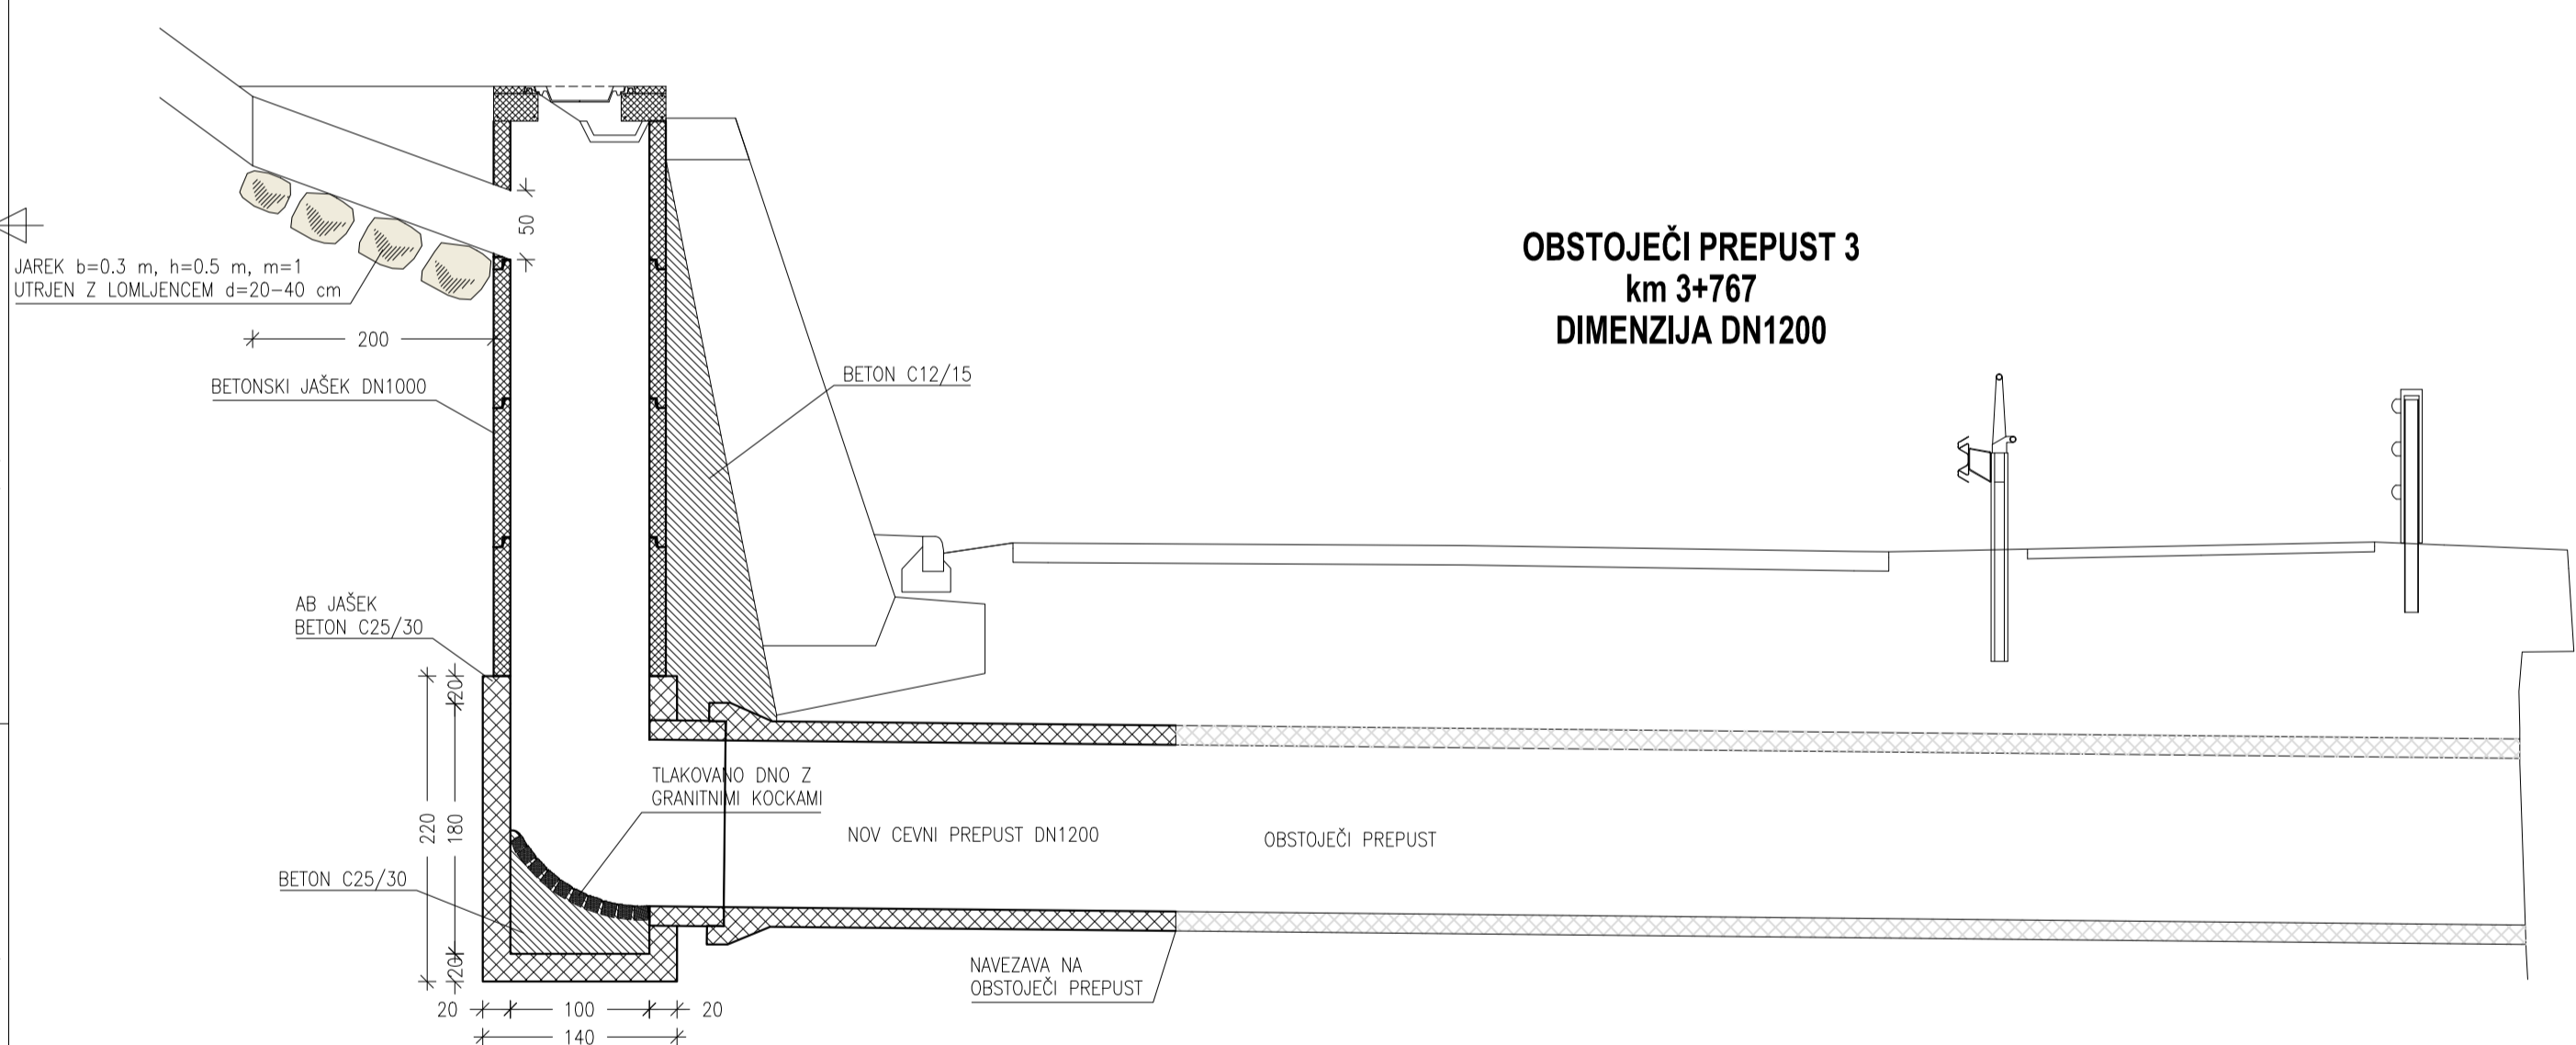 OBSTOJEČI PREPUST 3
km 3+767
DIMENZIJA DN1200
50
JAREK b=0.3 m, h=0.5 m, m=1
UTRJEN Z LOMLJENCEM d=20-40 cm
200
BETONSKI JAŠEK DN1000
BETON C12/15
AB JAŠEK
BETON C25/30
20
220
180
20
TLAKOVANO DNO Z
GRANITNIMI KOCKAMI
NOV CEVNI PREPUST DN1200
OBSTOJEČI PREPUST
BETON C25/30
NAVEZAVA NA
OBSTOJEČI PREPUST
20
100
20
140